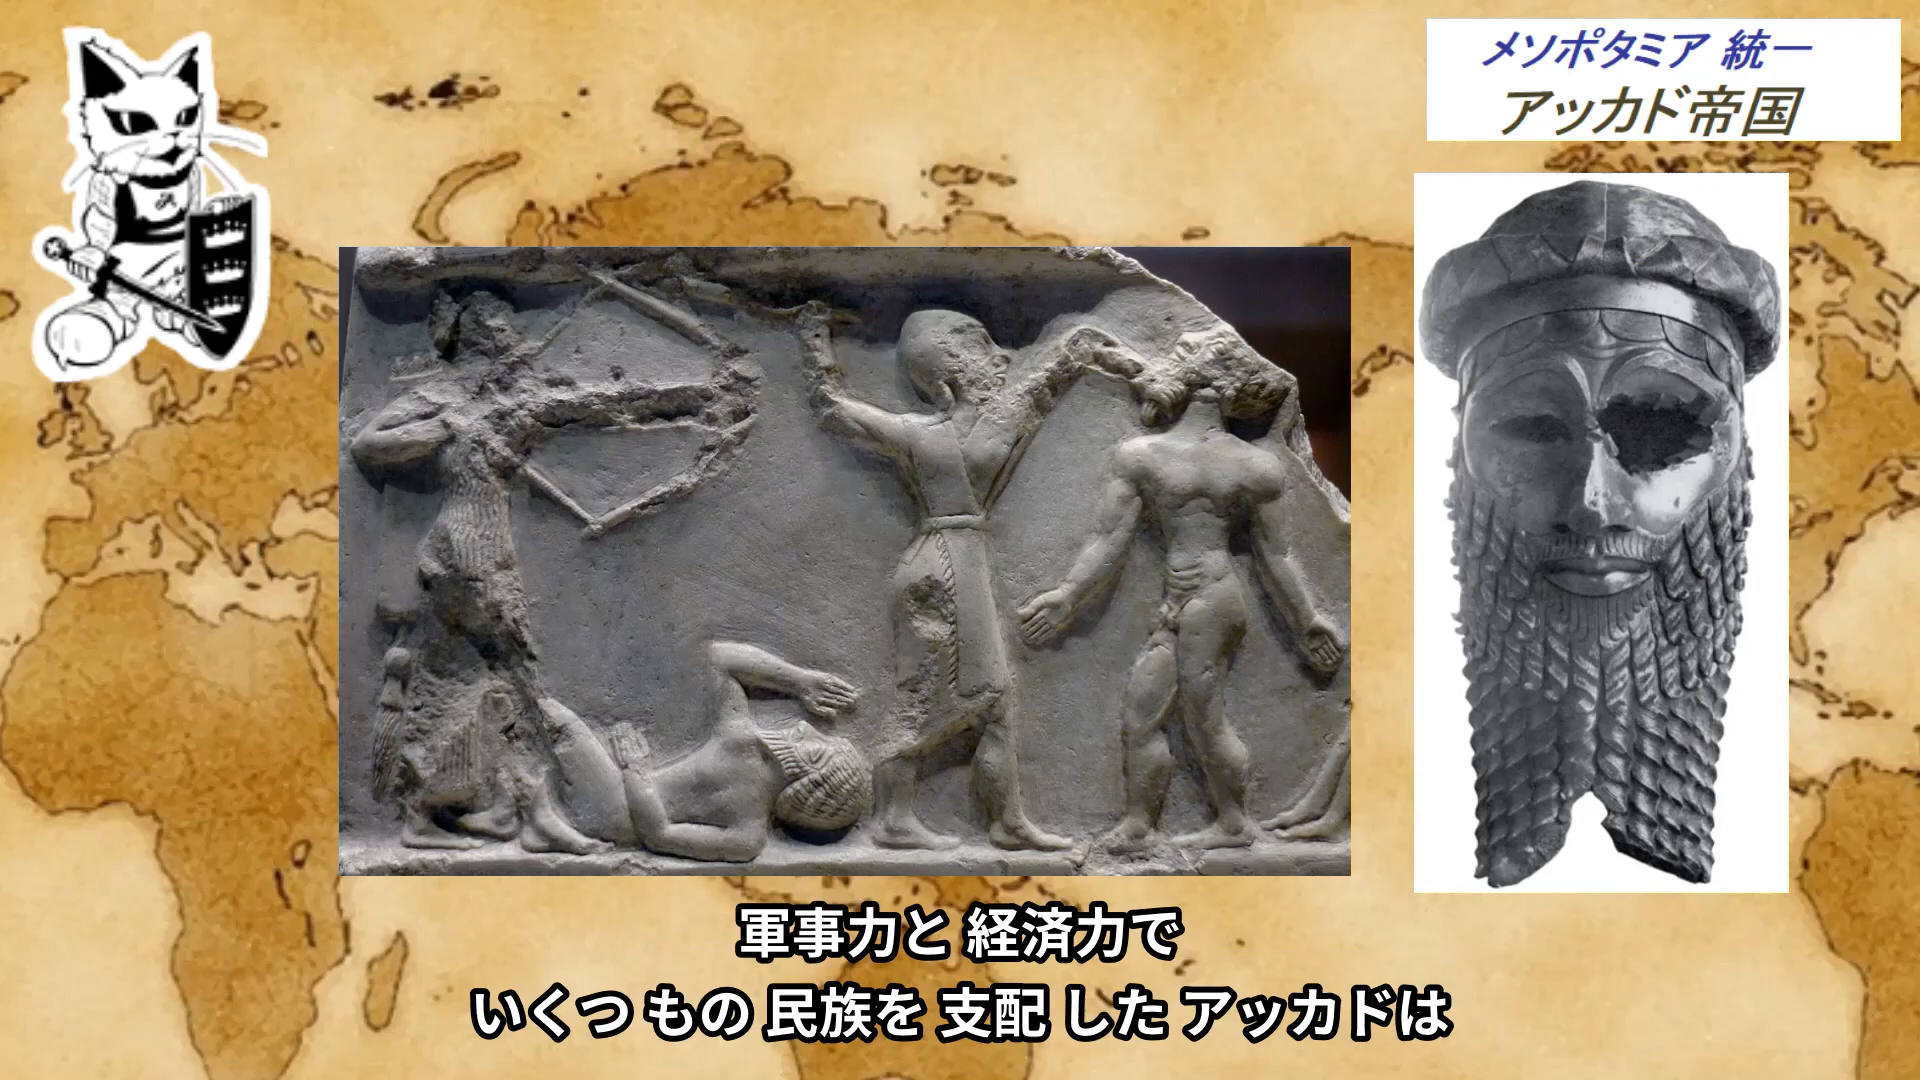 メソポタミア 統一
アッカド帝国
軍事力と 経済力で
いくつ もの 民族を 支配 した アッカドは